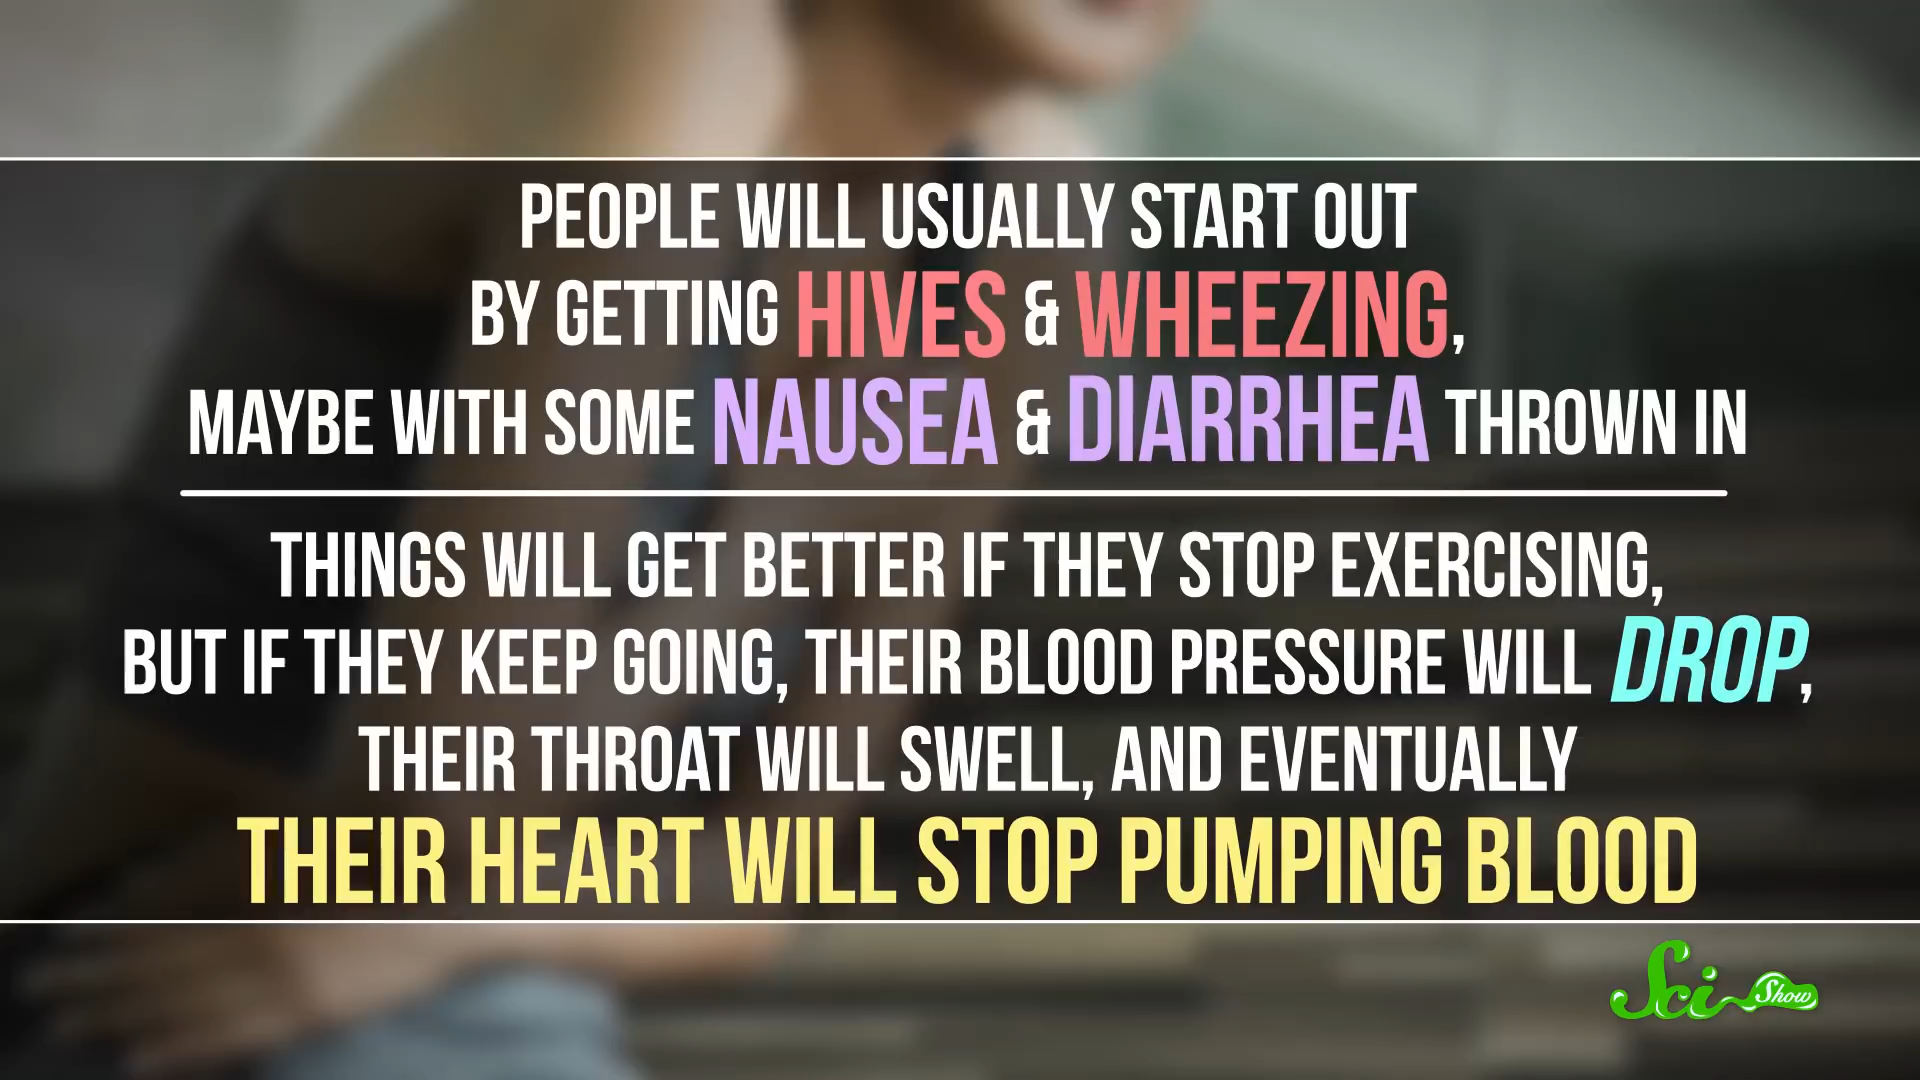 PEOPLE WILL USUALLY START OUT
BY GETTING HIVES & WHEEZING,
MAYBE WITH SOME NAUSEA & DIARRHEA THROWN IN
THINGS WILL GET BETTER IF THEY STOP EXERCISING,
BUT IF THEY KEEP GOING, THEIR BLOOD PRESSURE WILL DROP,
THEIR THROAT WILL SWELL, AND EVENTUALLY
THEIR HEART WILL STOP PUMPING BLOOD
Sci Show